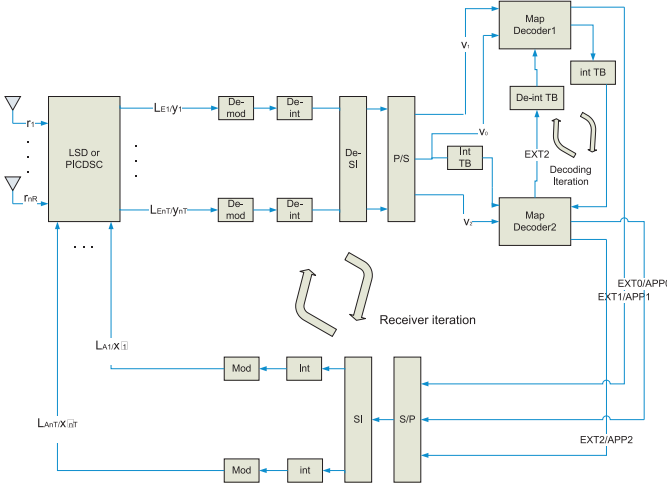 Map
Decoder1
v1
int TB
r1
LSD or
PICDSC
LE1/y1
De-
mod
De-
int
De-
SI
P/S
v0
De-int TB
Int
TB
EXT2
Decoding
Iteration
rnR
LEnT/ynT
De-
mod
De-
int
v2
Map
Decoder2
EXT0/APP0
EXT1/APP1
Receiver iteration
LA1/x 1
Mod
Int
SI
S/P
LAnT/x nT
EXT2/APP2
Mod
int